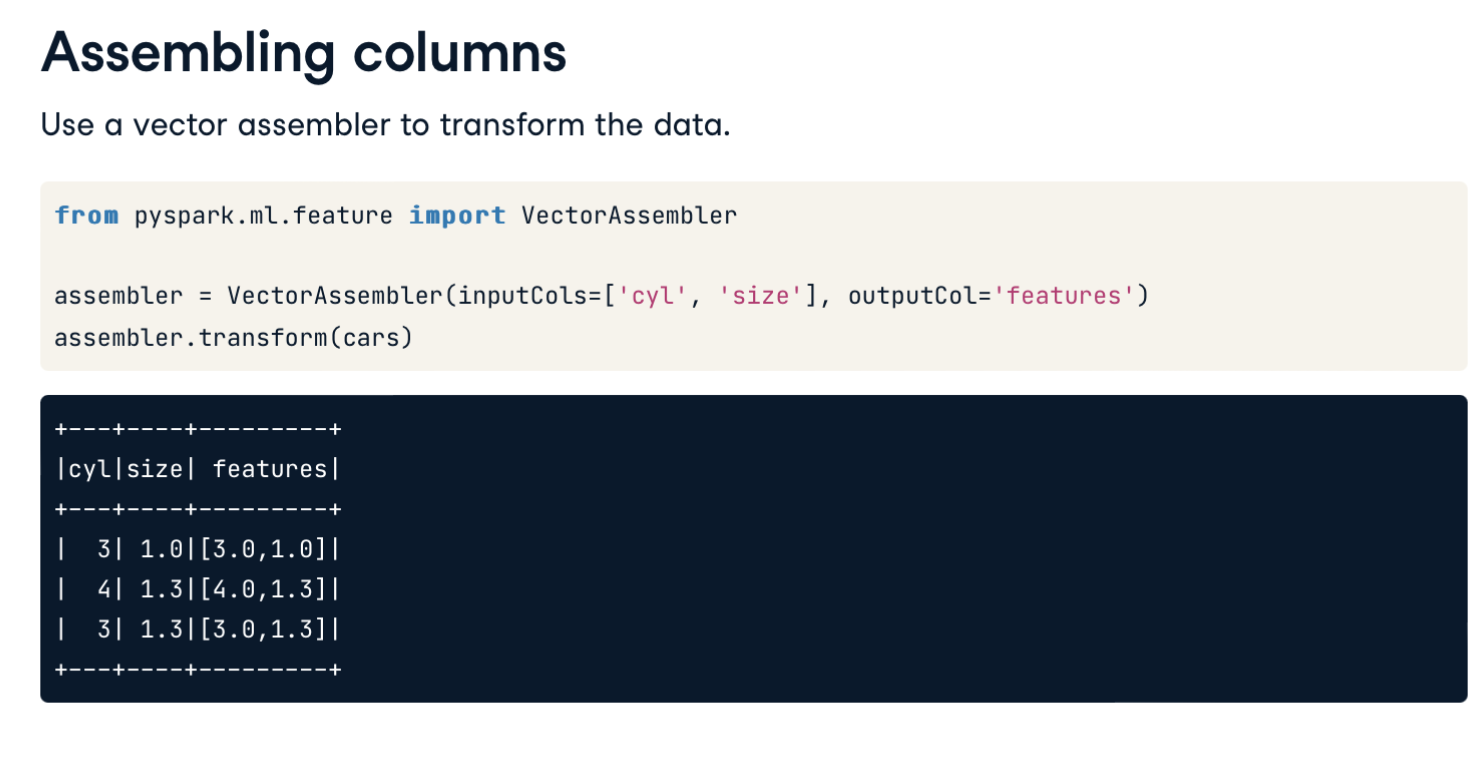 Assembling columns
Use a vector assembler to transform the data.
from pyspark.ml.feature import VectorAssembler
assembler = VectorAssembler(inputCols=['cyl', 'size'], outputCol='features')
assembler.transform(cars)
+---+----+---------+
|cyl|size| features|
+---+----+---------+
|  3| 1.0|[3.0,1.0]|
|  4| 1.3|[4.0,1.3]|
|  3| 1.3|[3.0,1.3]|
+---+----+---------+